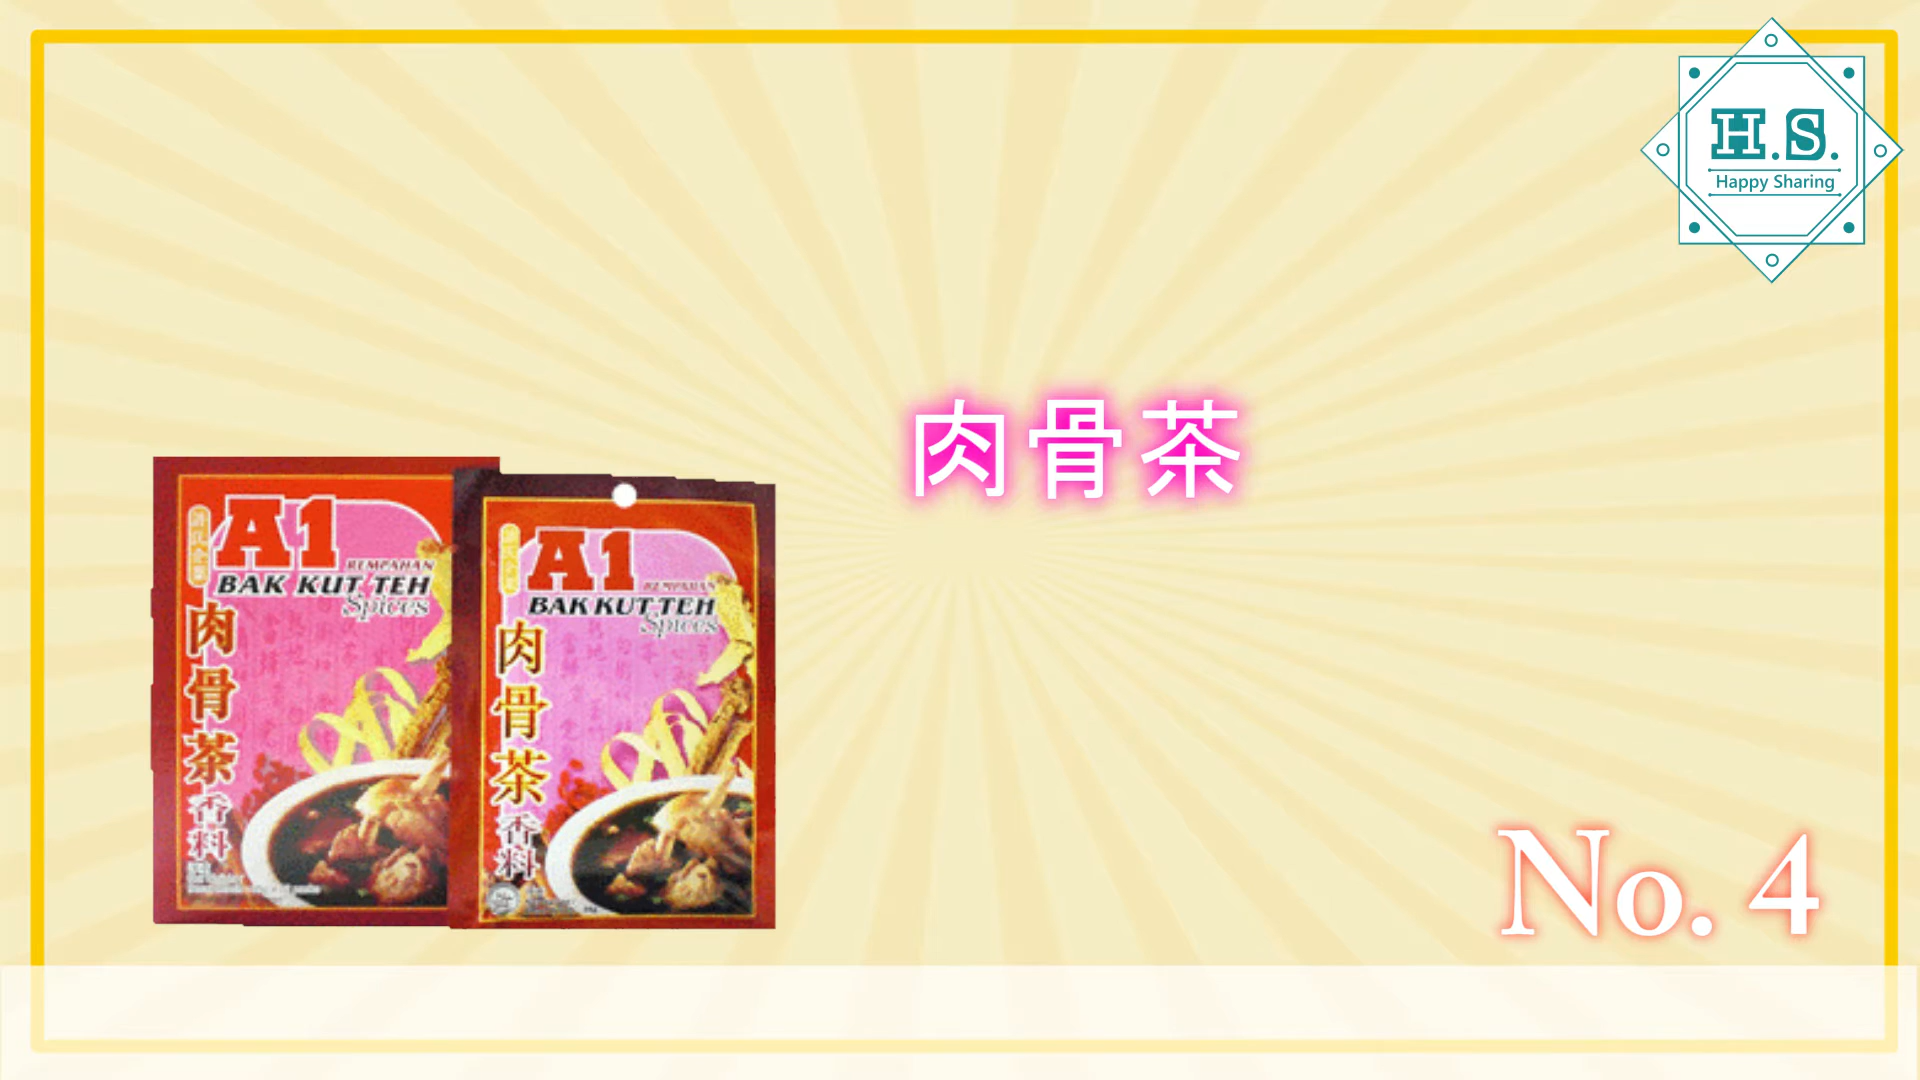 H.S.
Happy Sharing
肉骨茶
A1
REMPAHAN
BAK KUT TEH
Spices
肉骨茶
香料
A1
REMPAHAN
BAK KUT TEH
Spices
肉骨茶
香料
No. 4